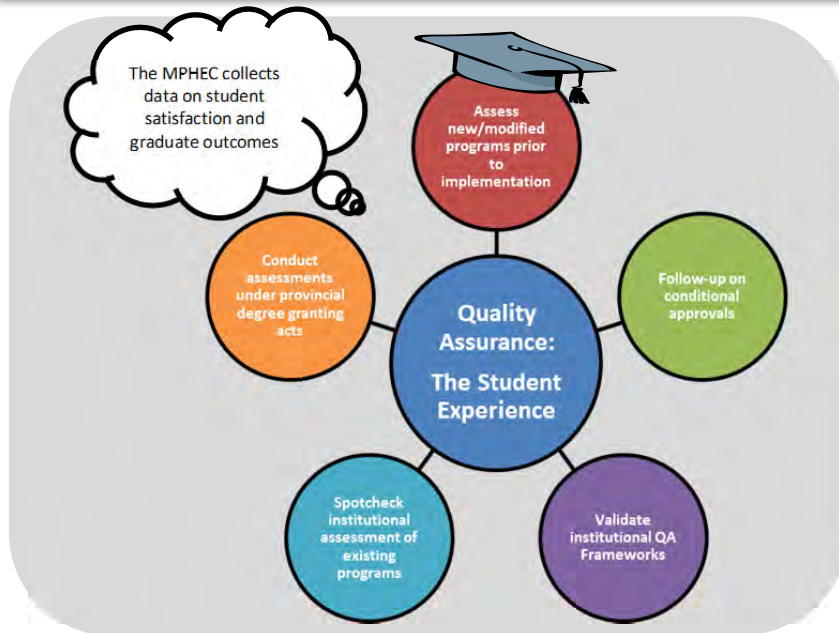 The MPHEC collects
data on student
satisfaction and
graduate outcomes
Assess
new/modified
programs prior
to
implementation
Conduct
assessments
under provincial
degree granting
acts
Follow-up on
conditional
approvals
Quality
Assurance:
The Student
Experience
Spotcheck
institutional
assessment of
existing
programs
Validate
institutional QA
Frameworks